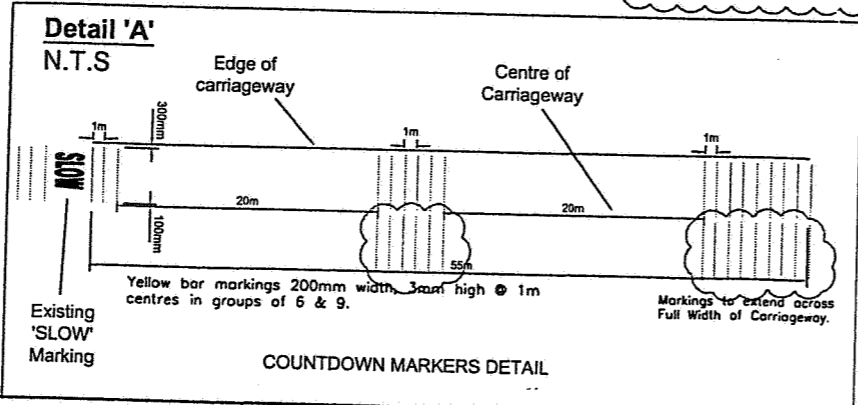 Detail 'A'
N.T.S
Edge of
carriageway
Centre of
Carriageway
300mm
1m
1m
1m
SLOW
20m
20m
100mm
55m
Yellow bar markings 200mm width, 3mm high @ 1m
centres in groups of 6 & 9.
Markings to extend across
Full Width of Carriageway.
Existing
'SLOW'
Marking
COUNTDOWN MARKERS DETAIL